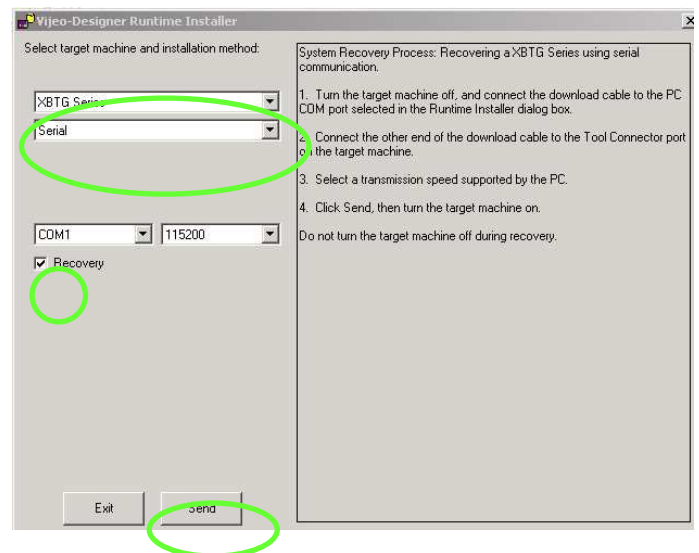 Vijeo-Designer Runtime Installer
Select target machine and installation method:
XBTG Series
Serial
COM1
115200
Recovery
Exit
Send
System Recovery Process: Recovering a XBTG Series using serial
communication.
1. Turn the target machine off, and connect the download cable to the PC
COM port selected in the Runtime Installer dialog box.
2. Connect the other end of the download cable to the Tool Connector port
on the target machine.
3. Select a transmission speed supported by the PC.
4. Click Send, then turn the target machine on.
Do not turn the target machine off during recovery.